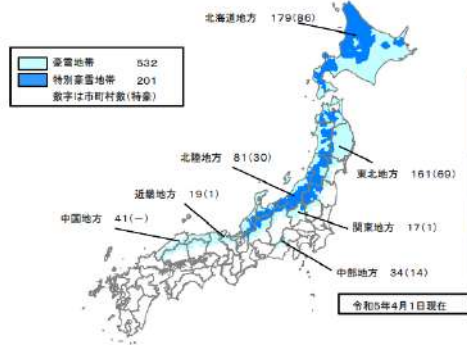 北海道地方 179(86)
豪雪地帯 532
特別豪雪地帯 201
数字は市町村数(特豪)
北陸地方 81(30)
東北地方 161(69)
近畿地方 19(1)
中国地方 41(－)
関東地方 17(1)
中部地方 34(14)
令和5年4月1日現在